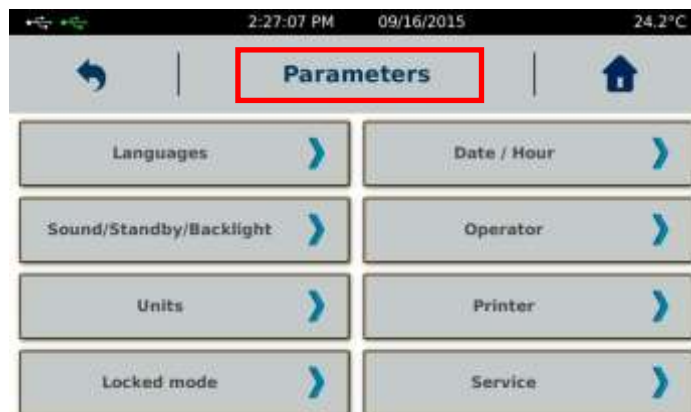 2:27:07 PM 09/16/2015 24.2°C
Parameters
Languages Date / Hour
Sound/Standby/Backlight Operator
Units Printer
Locked mode Service